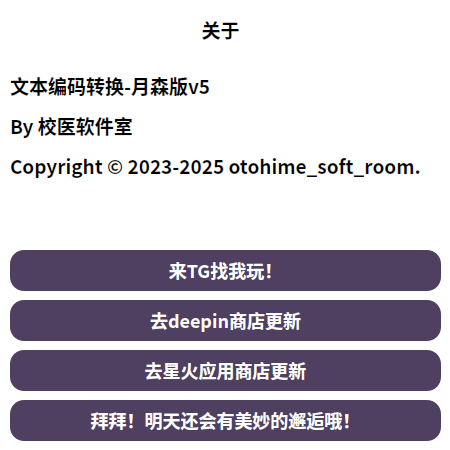 关于
文本编码转换-月森版v5
By 校医软件室
Copyright © 2023-2025 otohime_soft_room.
来TG找我玩！
去deepin商店更新
去星火应用商店更新
拜拜！明天还会有美妙的邂逅哦！